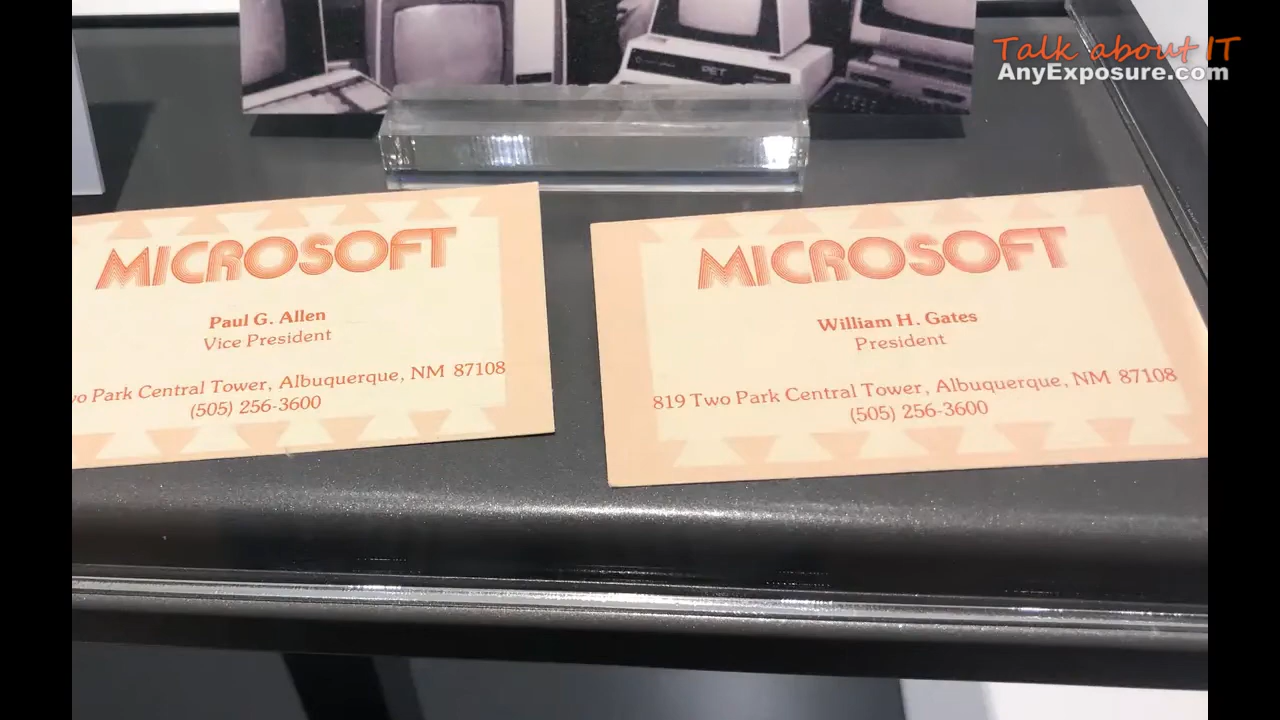 Talk about IT
AnyExposure.com
PET
MICROSOFT
Paul G. Allen
Vice President
Park Central Tower, Albuquerque, NM 87108
(505) 256-3600
MICROSOFT
William H. Gates
President
819 Two Park Central Tower, Albuquerque, NM 87108
(505) 256-3600